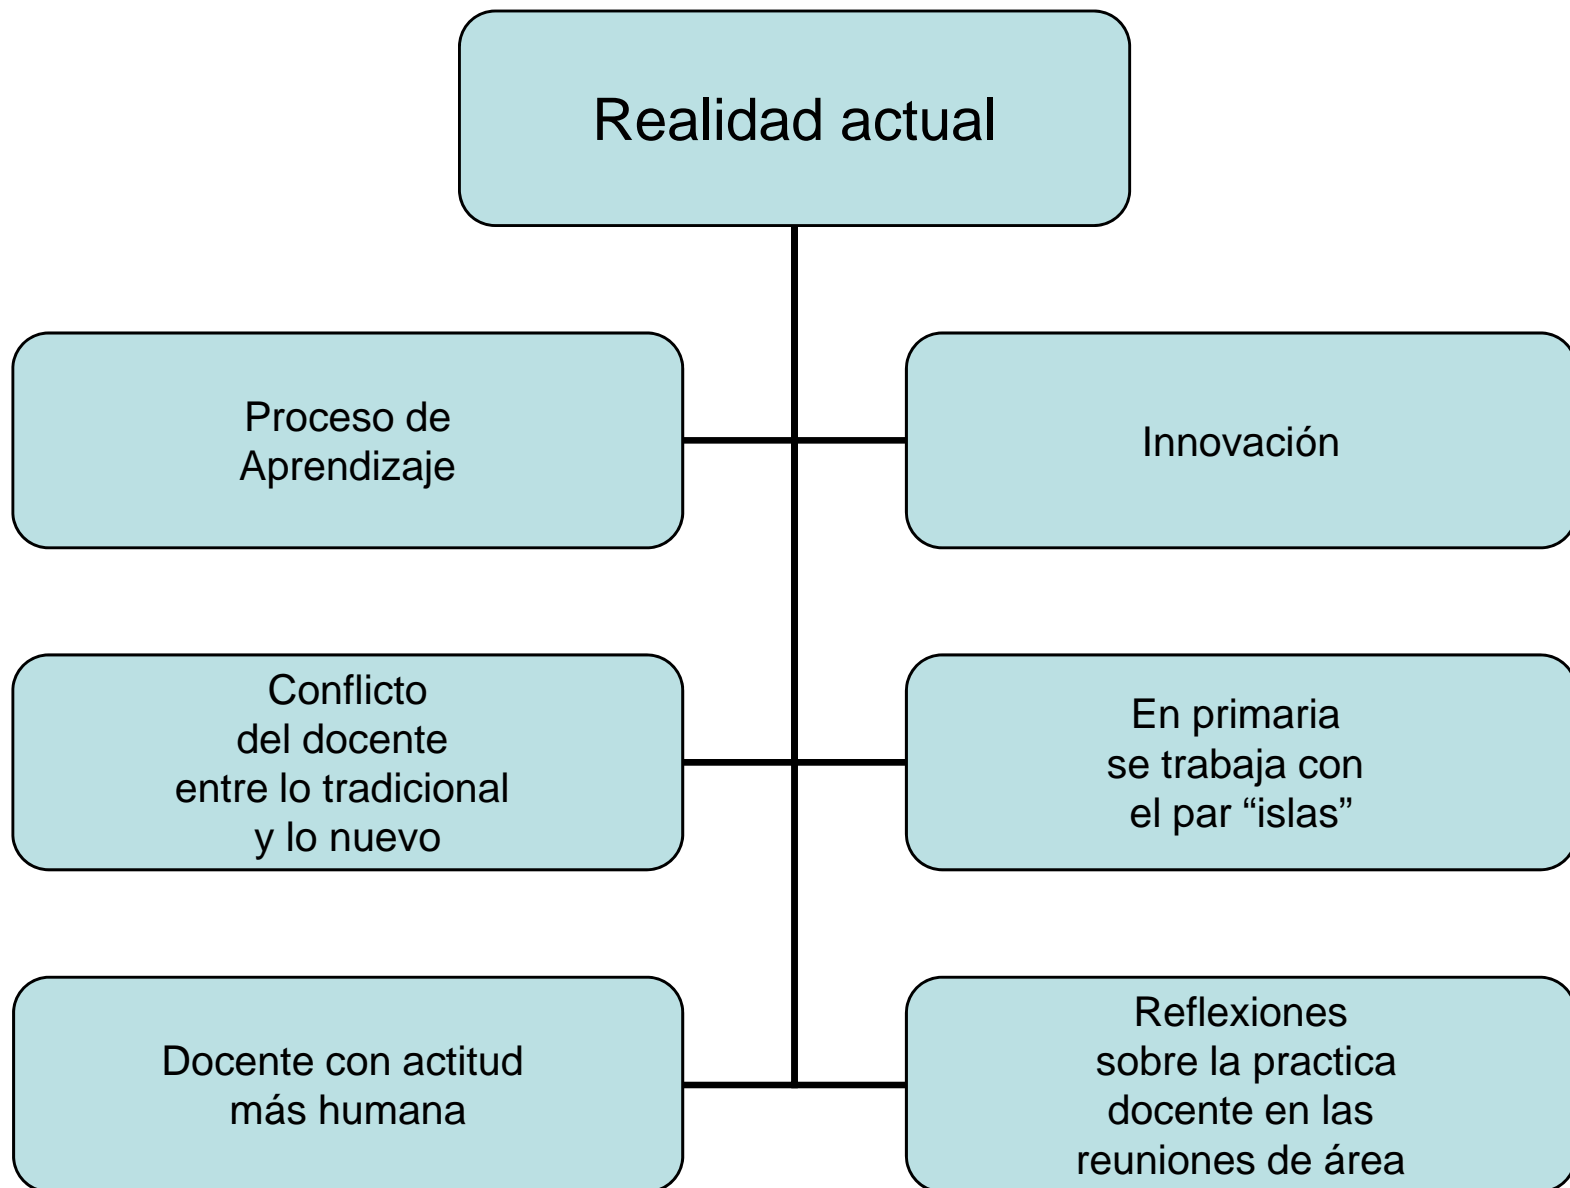 Realidad actual
Proceso de
Aprendizaje
Innovación
Conflicto
del docente
entre lo tradicional
y lo nuevo
En primaria
se trabaja con
el par “islas”
Docente con actitud
más humana
Reflexiones
sobre la practica
docente en las
reuniones de área